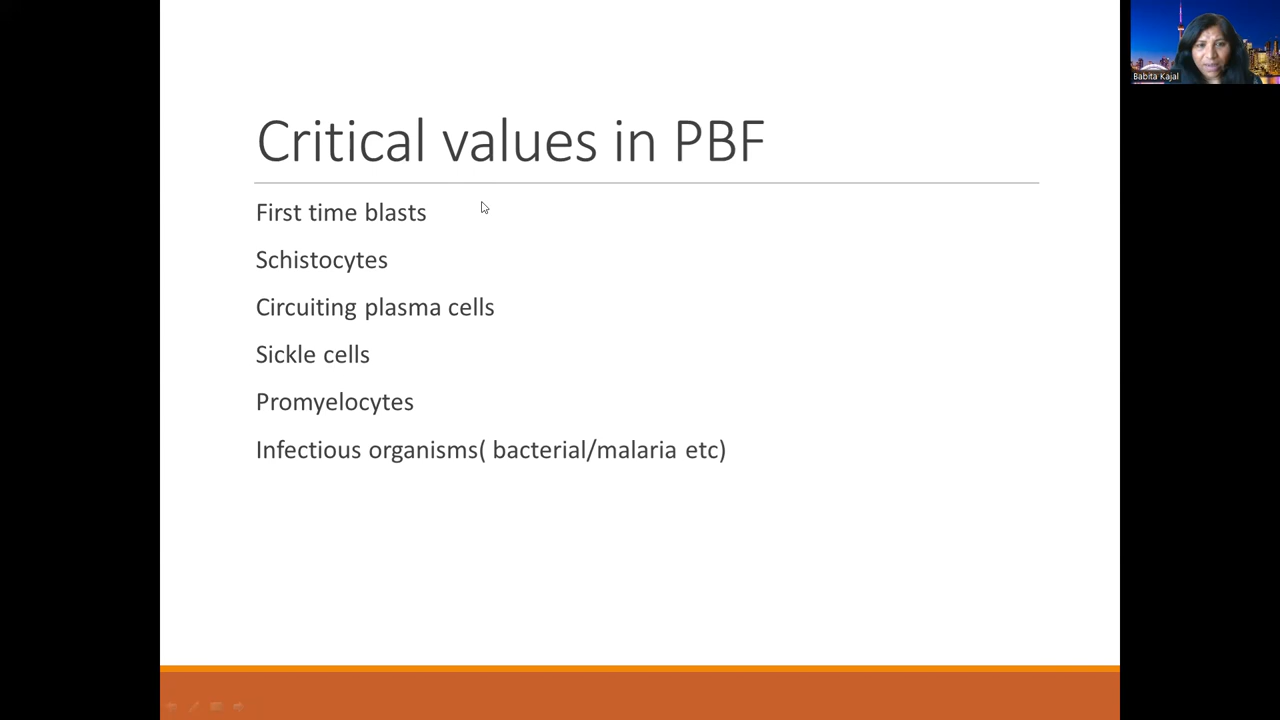 Critical values in PBF
First time blasts
Schistocytes
Circuiting plasma cells
Sickle cells
Promyelocytes
Infectious organisms( bacterial/malaria etc)
Babita Kajal